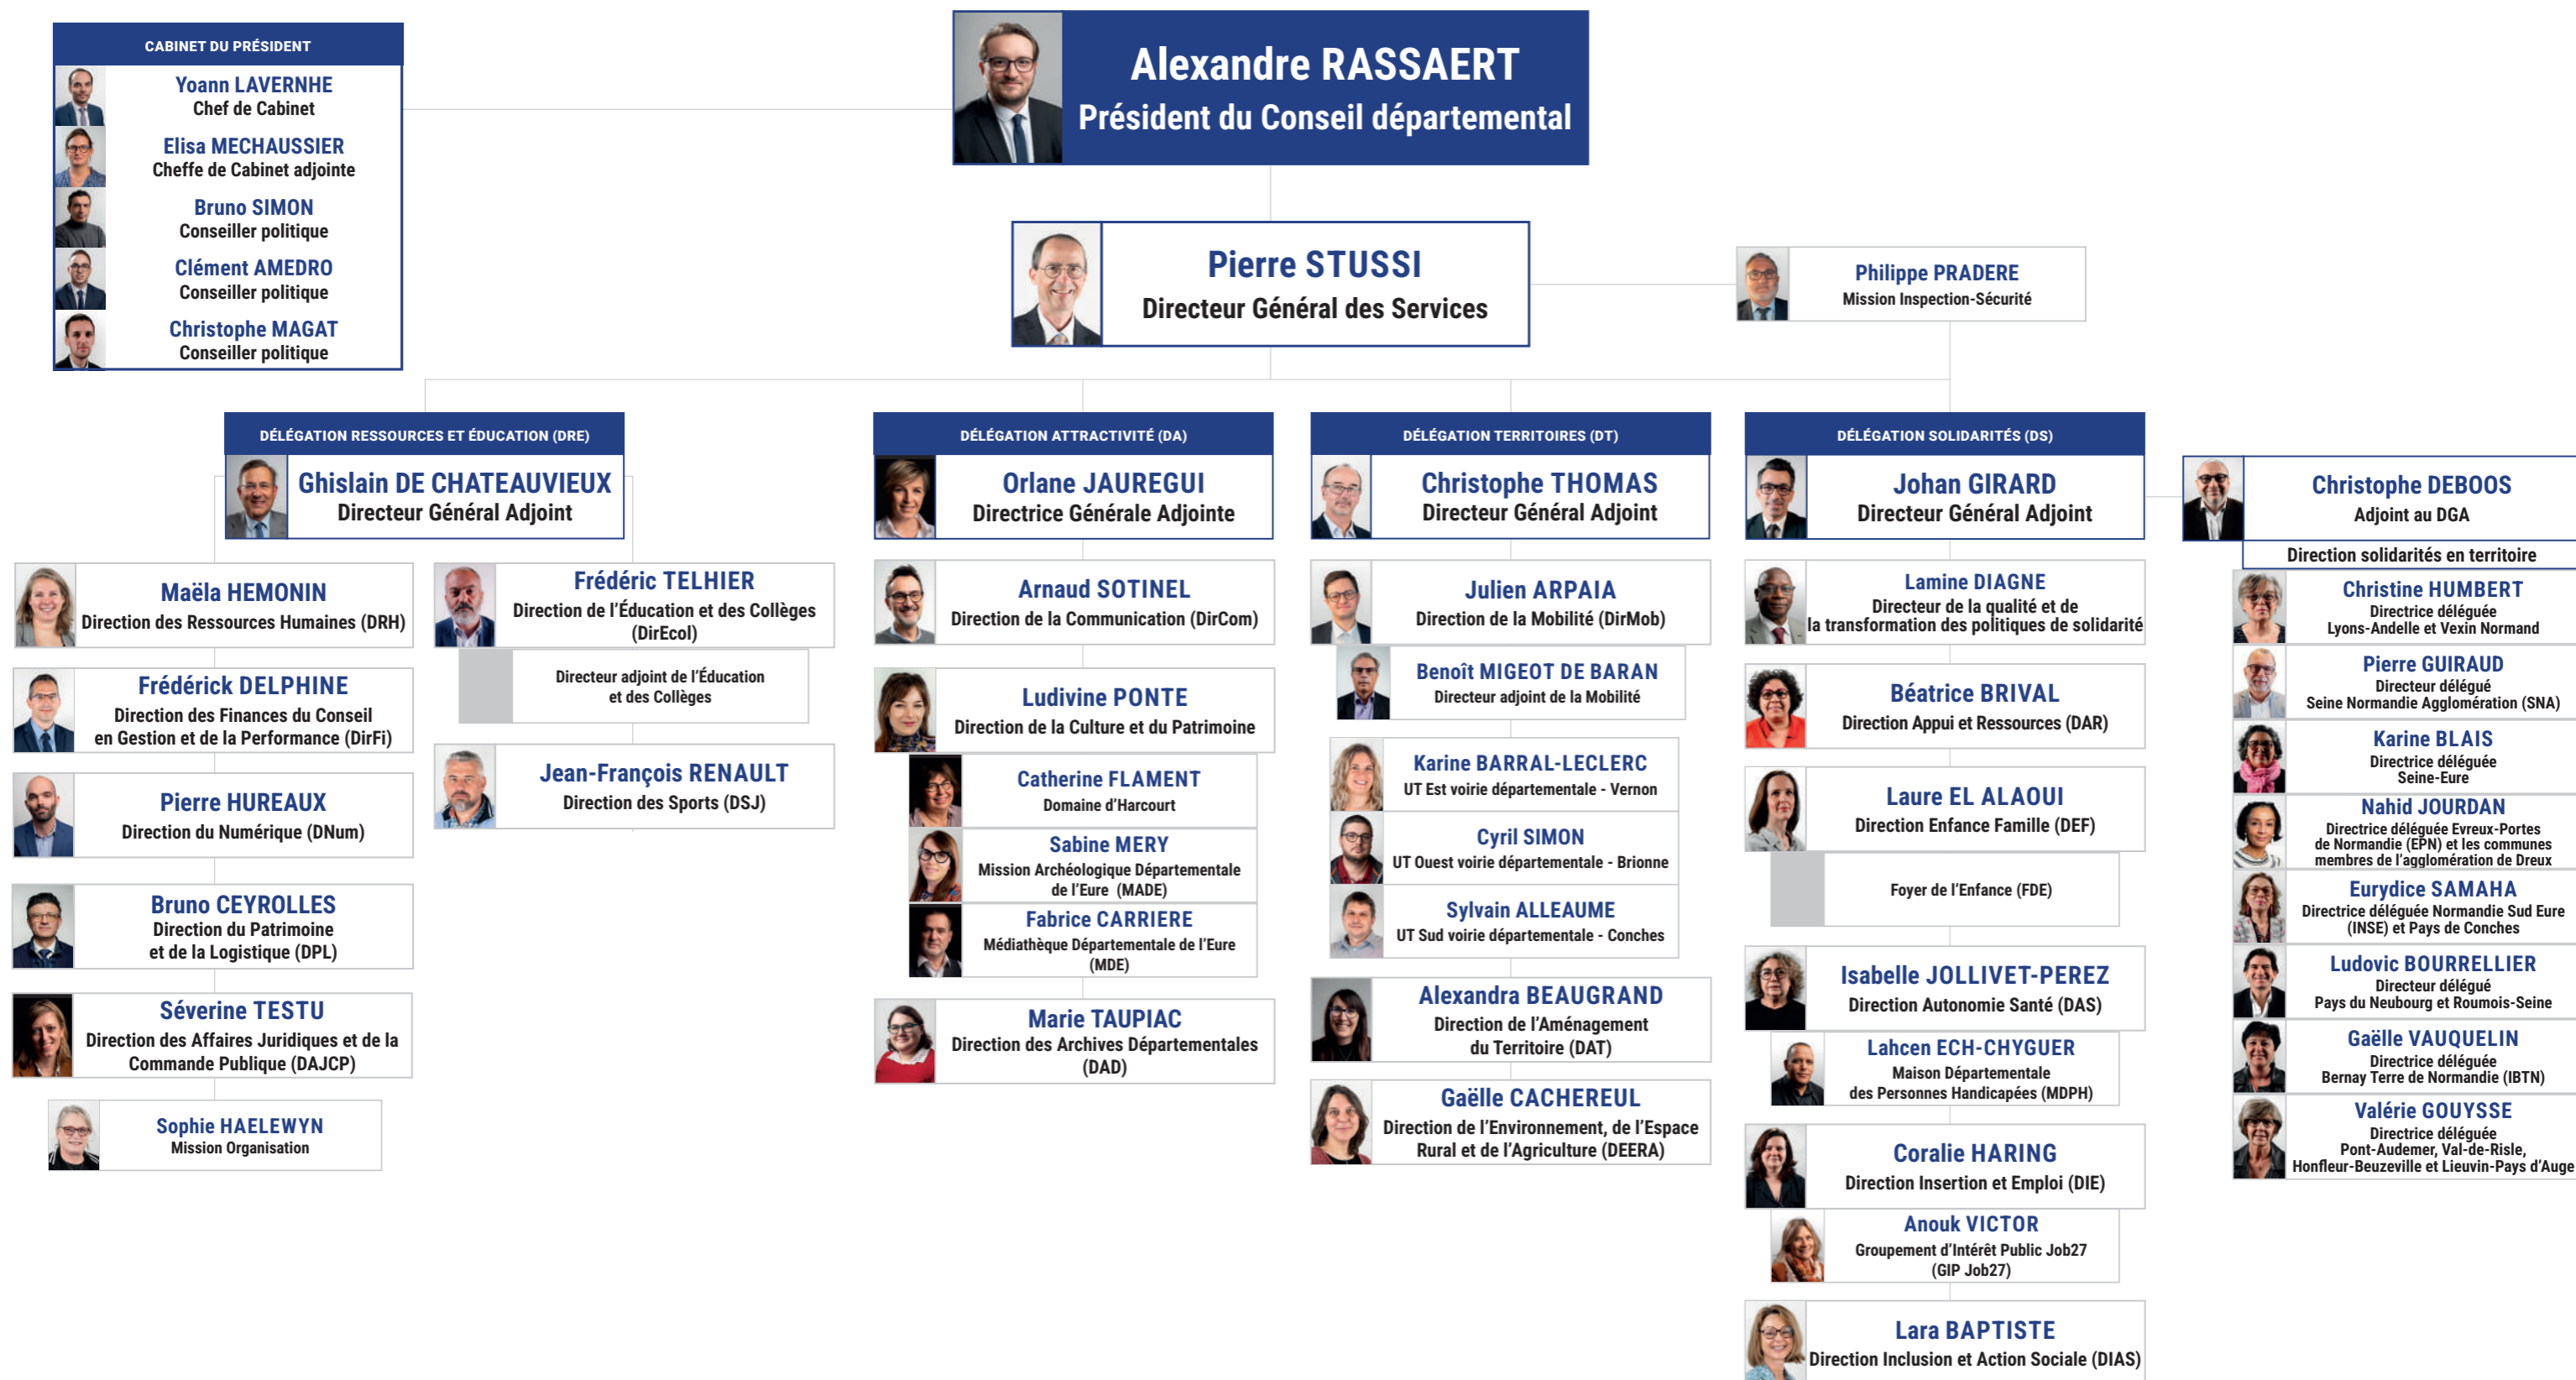 CABINET DU PRÉSIDENT
Yoann LAVERNHE
Chef de Cabinet
Elisa MECHAUSSIER
Cheffe de Cabinet adjointe
Bruno SIMON
Conseiller politique
Clément AMEDRO
Conseiller politique
Christophe MAGAT
Conseiller politique
Alexandre RASSAERT
Président du Conseil départemental
Pierre STUSSI
Directeur Général des Services
Philippe PRADERE
Mission Inspection-Sécurité
DÉLÉGATION RESSOURCES ET ÉDUCATION (DRE)
Ghislain DE CHATEAUVIEUX
Directeur Général Adjoint
Maëla HEMONIN
Direction des Ressources Humaines (DRH)
Frédérick DELPHINE
Direction des Finances du Conseil
en Gestion et de la Performance (DirFi)
Pierre HUREAUX
Direction du Numérique (DNum)
Bruno CEYROLLES
Direction du Patrimoine
et de la Logistique (DPL)
Séverine TESTU
Direction des Affaires Juridiques et de la
Commande Publique (DAJCP)
Sophie HAELEWYN
Mission Organisation
Frédéric TELHIER
Direction de l'Éducation et des Collèges
(DirEcol)
Directeur adjoint de l'Éducation
et des Collèges
Jean-François RENAULT
Direction des Sports (DSJ)
DÉLÉGATION ATTRACTIVITÉ (DA)
Orlane JAUREGUI
Directrice Générale Adjointe
Arnaud SOTINEL
Direction de la Communication (DirCom)
Ludivine PONTE
Direction de la Culture et du Patrimoine
Catherine FLAMENT
Domaine d'Harcourt
Sabine MERY
Mission Archéologique Départementale
de l'Eure (MADE)
Fabrice CARRIERE
Médiathèque Départementale de l'Eure
(MDE)
Marie TAUPIAC
Direction des Archives Départementales
(DAD)
DÉLÉGATION TERRITOIRES (DT)
Christophe THOMAS
Directeur Général Adjoint
Julien ARPAIA
Direction de la Mobilité (DirMob)
Benoît MIGEOT DE BARAN
Directeur adjoint de la Mobilité
Karine BARRAL-LECLERC
UT Est voirie départementale - Vernon
Cyril SIMON
UT Ouest voirie départementale - Brionne
Sylvain ALLEAUME
UT Sud voirie départementale - Conches
Alexandra BEAUGRAND
Direction de l'Aménagement
du Territoire (DAT)
Gaëlle CACHEREUL
Direction de l'Environnement, de l'Espace
Rural et de l'Agriculture (DEERA)
DÉLÉGATION SOLIDARITÉS (DS)
Johan GIRARD
Directeur Général Adjoint
Lamine DIAGNE
Directeur de la qualité et de
la transformation des politiques de solidarité
Béatrice BRIVAL
Direction Appui et Ressources (DAR)
Laure EL ALAOUI
Direction Enfance Famille (DEF)
Foyer de l'Enfance (FDE)
Isabelle JOLLIVET-PEREZ
Direction Autonomie Santé (DAS)
Lahcen ECH-CHYGUER
Maison Départementale
des Personnes Handicapées (MDPH)
Coralie HARING
Direction Insertion et Emploi (DIE)
Anouk VICTOR
Groupement d'Intérêt Public Job27
(GIP Job27)
Lara BAPTISTE
Direction Inclusion et Action Sociale (DIAS)
Christophe DEBOOS
Adjoint au DGA
Direction solidarités en territoire
Christine HUMBERT
Directrice déléguée
Lyons-Andelle et Vexin Normand
Pierre GUIRAUD
Directeur délégué
Seine Normandie Agglomération (SNA)
Karine BLAIS
Directrice déléguée
Seine-Eure
Nahid JOURDAN
Directrice déléguée Evreux-Portes
de Normandie (EPN) et les communes
membres de l'agglomération de Dreux
Eurydice SAMAHA
Directrice déléguée Normandie Sud Eure
(INSE) et Pays de Conches
Ludovic BOURRELLIER
Directeur délégué
Pays du Neubourg et Roumois-Seine
Gaëlle VAUQUELIN
Directrice déléguée
Bernay Terre de Normandie (IBTN)
Valérie GOUYSSE
Directrice déléguée
Pont-Audemer, Val-de-Risle,
Honfleur-Beuzeville et Lieuvin-Pays d'Auge